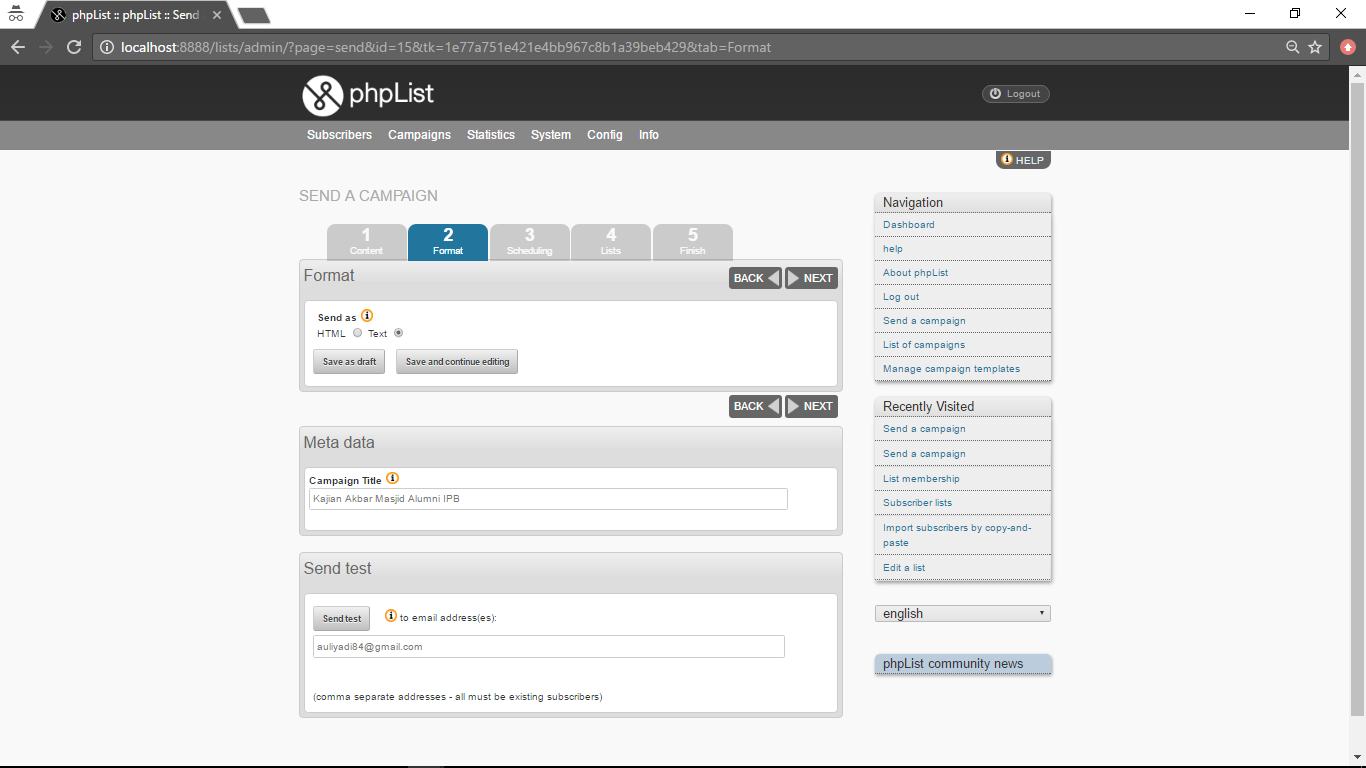 phpList :: phpList :: Send
localhost:8888/lists/admin/?page=send&id=15&tk=1e77a751e421e4bb967c8b1a39beb429&tab=Format
phpList
Logout
Subscribers Campaigns Statistics System Config Info
HELP
SEND A CAMPAIGN
1 2 3 4 5
Content Format Scheduling Lists Finish
Format
BACK NEXT
Send as
HTML Text
Save as draft Save and continue editing
BACK NEXT
Meta data
Campaign Title
Kajian Akbar Masjid Alumni IPB
Send test
Send test to email address(es):
auliyadi84@gmail.com
(comma separate addresses - all must be existing subscribers)
Navigation
Dashboard
help
About phpList
Log out
Send a campaign
List of campaigns
Manage campaign templates
Recently Visited
Send a campaign
Send a campaign
List membership
Subscriber lists
Import subscribers by copy-and-
paste
Edit a list
english
phpList community news